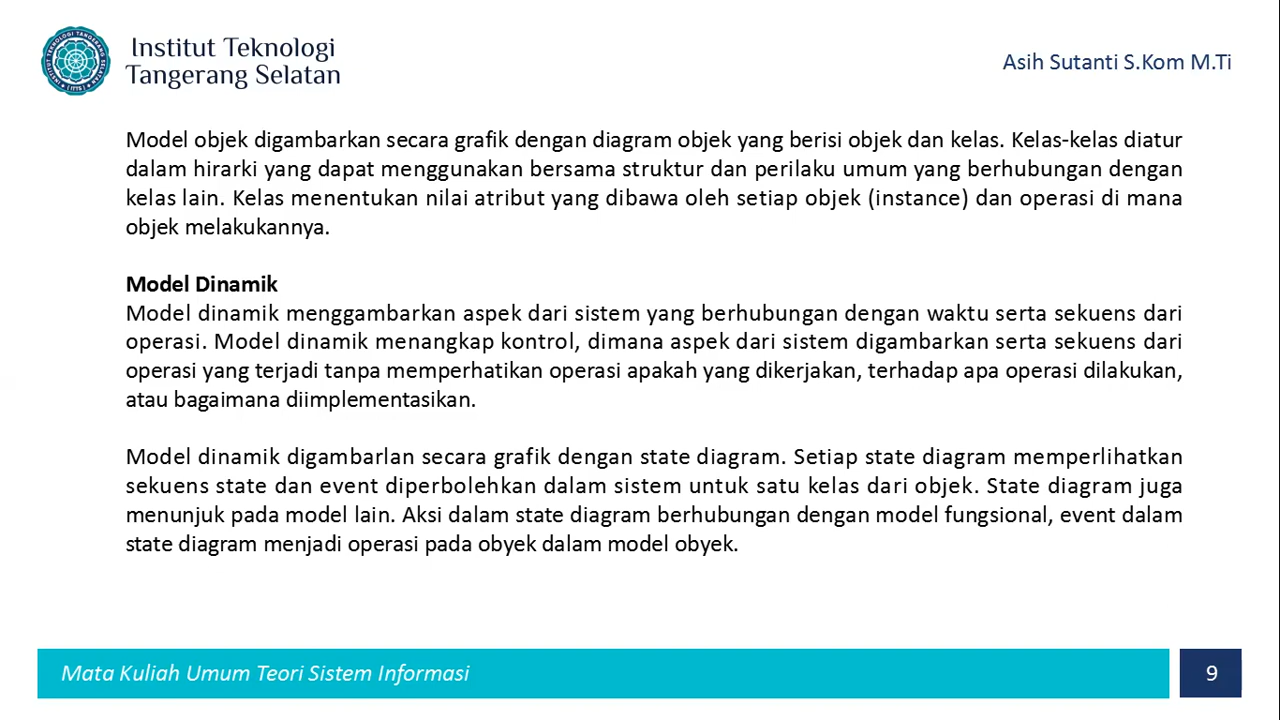 Institut Teknologi
Tangerang Selatan
Asih Sutanti S.Kom M.Ti
Model objek digambarkan secara grafik dengan diagram objek yang berisi objek dan kelas. Kelas-kelas diatur
dalam hirarki yang dapat menggunakan bersama struktur dan perilaku umum yang berhubungan dengan
kelas lain. Kelas menentukan nilai atribut yang dibawa oleh setiap objek (instance) dan operasi di mana
objek melakukannya.
Model Dinamik
Model dinamik menggambarkan aspek dari sistem yang berhubungan dengan waktu serta sekuens dari
operasi. Model dinamik menangkap kontrol, dimana aspek dari sistem digambarkan serta sekuens dari
operasi yang terjadi tanpa memperhatikan operasi apakah yang dikerjakan, terhadap apa operasi dilakukan,
atau bagaimana diimplementasikan.
Model dinamik digambarlan secara grafik dengan state diagram. Setiap state diagram memperlihatkan
sekuens state dan event diperbolehkan dalam sistem untuk satu kelas dari objek. State diagram juga
menunjuk pada model lain. Aksi dalam state diagram berhubungan dengan model fungsional, event dalam
state diagram menjadi operasi pada obyek dalam model obyek.
Mata Kuliah Umum Teori Sistem Informasi
9